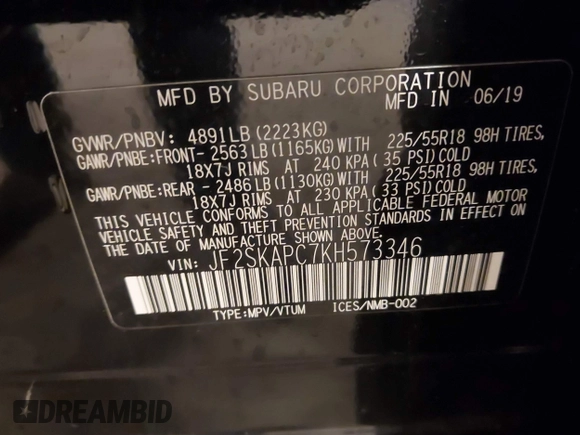 MFD BY SUBARU CORPORATION
MFD IN 06/19
GVWR/PNBV: 4891LB(2223KG)
GAWR/PNBE:FRONT- 2563LB(1165KG)WITH 225/55R18 98H TIRES,
18X7J RIMS AT 240 KPA(35 PSI)COLD
GAWR/PNBE:REAR - 2486LB(1130KG)WITH 225/55R18 98H TIRES,
18X7J RIMS AT 230 KPA(33 PSI)COLD
THIS VEHICLE CONFORMS TO ALL APPLICABLE FEDERAL MOTOR
VEHICLE SAFETY AND THEFT PREVENTION STANDARDS IN EFFECT ON
THE DATE OF MANUFACTURE SHOWN ABOVE.
VIN: JF2SKAPC7KH573346
TYPE:MPV/VTUM ICES/NMB-002
DREAMBID